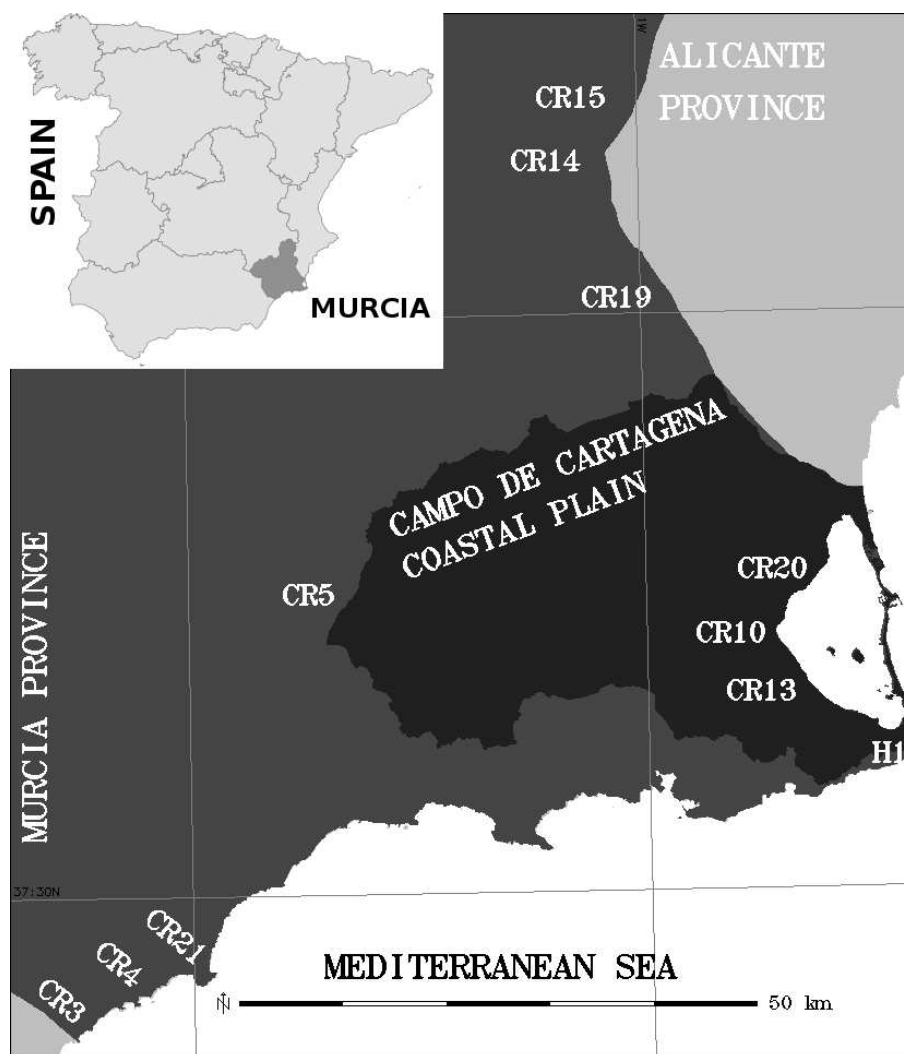 SPAIN
MURCIA
1W
ALICANTE
PROVINCE
CR15
CR14
CR19
CAMPO DE CARTAGENA
COASTAL PLAIN
CR5
CR20
CR10
CR13
H1
MURCIA PROVINCE
37:30N
CR21
CR4
CR3
MEDITERRANEAN SEA
N
50 km